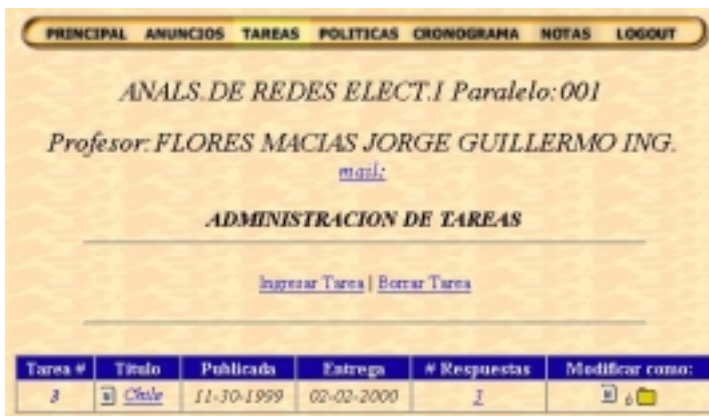 PRINCIPAL ANUNCIOS TAREAS POLITICAS CRONOGRAMA NOTAS LOGOUT
ANALS.DE REDES ELECT.I Paralelo:001
Profesor:FLORES MACIAS JORGE GUILLERMO ING.
mail:
ADMINISTRACION DE TAREAS
Ingresar Tarea | Borrar Tarea
Tarea # Titulo Publicada Entrega # Respuestas Modificar como:
3 Chile 11-30-1999 02-02-2000 3 ó